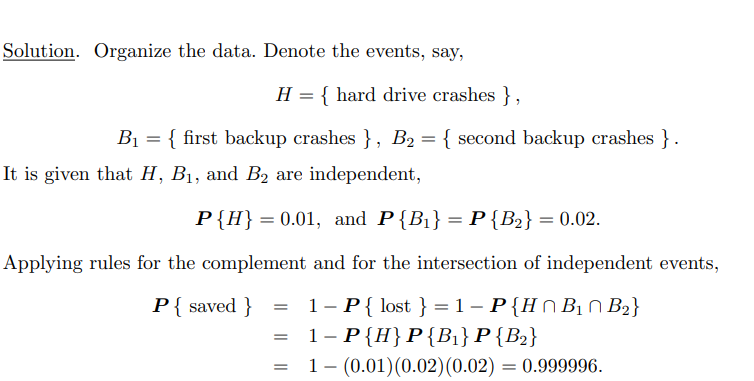 Solution. Organize the data. Denote the events, say,
H = { hard drive crashes },
B₁ = { first backup crashes }, B₂ = { second backup crashes }.
It is given that H, B₁, and B₂ are independent,
P{H} = 0.01, and P{B₁} = P{B₂} = 0.02.
Applying rules for the complement and for the intersection of independent events,
P{ saved } = 1 − P{ lost } = 1 − P{H ∩ B₁ ∩ B₂}
= 1 − P{H} P{B₁} P{B₂}
= 1 − (0.01)(0.02)(0.02) = 0.999996.